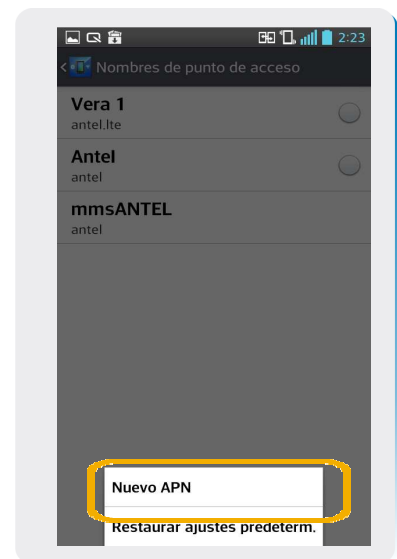 2:23
Nombres de punto de acceso
Vera 1
antel.lte
Antel
antel
mmsANTEL
antel
Nuevo APN
Restaurar ajustes predeterm.